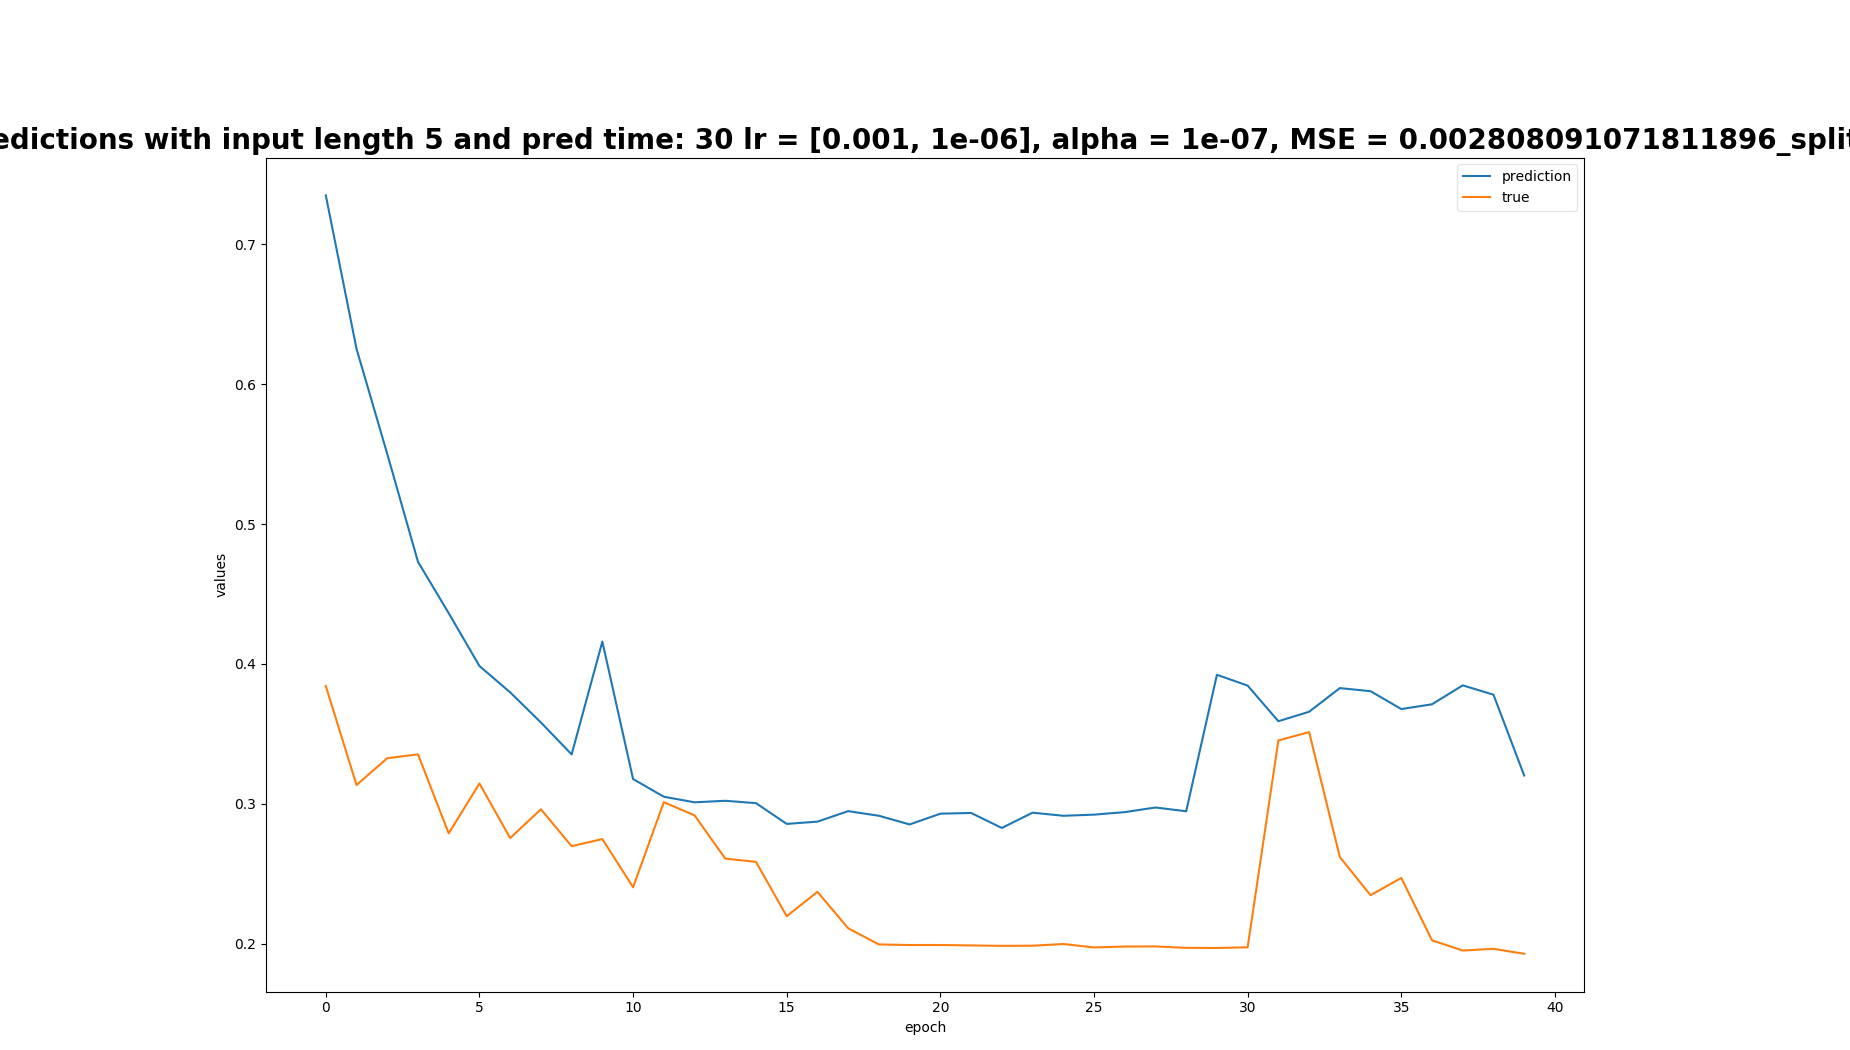 edictions with input length 5 and pred time: 30 lr = [0.001, 1e-06], alpha = 1e-07, MSE = 0.002808091071811896_split
prediction
true
0.7
0.6
0.5
0.4
0.3
0.2
values
0 5 10 15 20 25 30 35 40
epoch